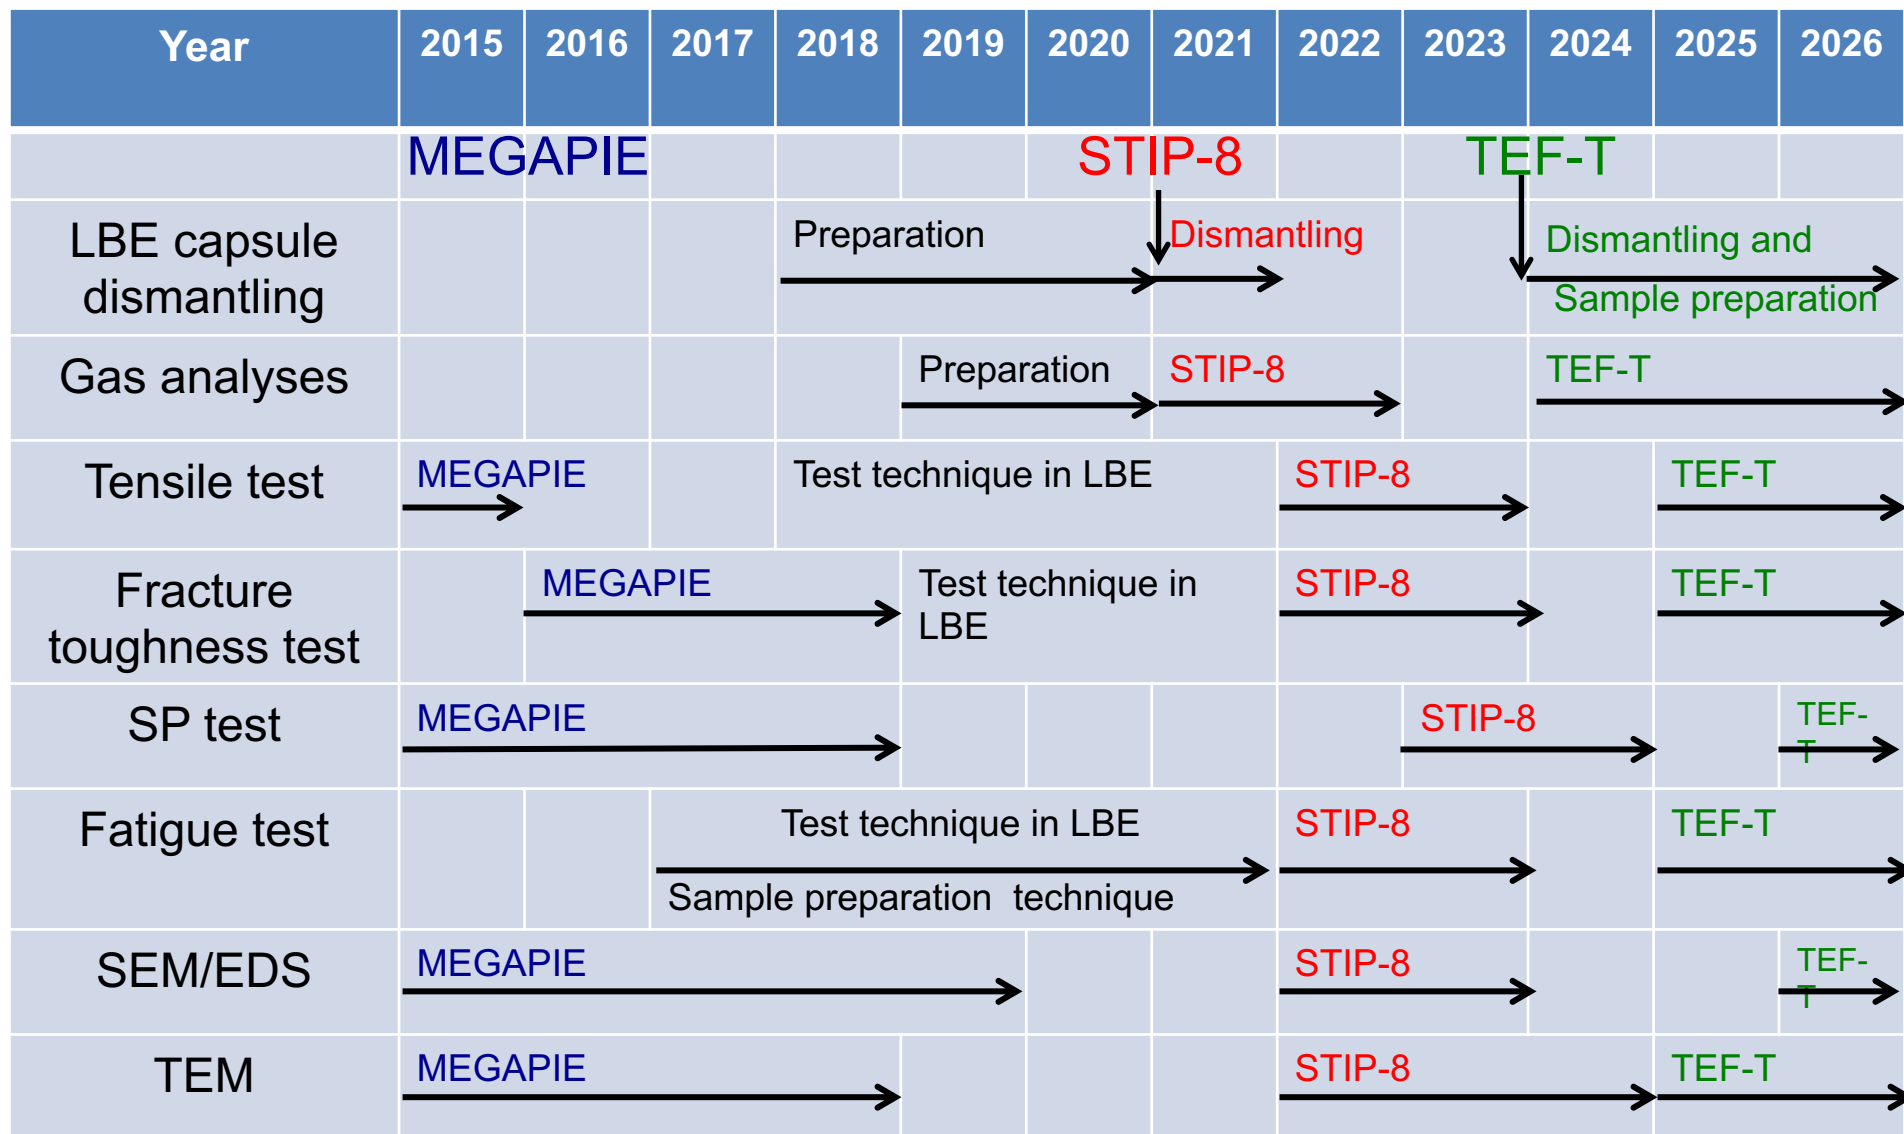 Year 2015 2016 2017 2018 2019 2020 2021 2022 2023 2024 2025 2026
MEGAPIE STIP-8 TEF-T
LBE capsule
dismantling
Preparation
Dismantling
Dismantling and
Sample preparation
Gas analyses
Preparation
STIP-8
TEF-T
Tensile test
MEGAPIE
Test technique in LBE
STIP-8
TEF-T
Fracture
toughness test
MEGAPIE
Test technique in
LBE
STIP-8
TEF-T
SP test
MEGAPIE
STIP-8
TEF-
T
Fatigue test
Test technique in LBE
Sample preparation technique
STIP-8
TEF-T
SEM/EDS
MEGAPIE
STIP-8
TEF-
T
TEM
MEGAPIE
STIP-8
TEF-T